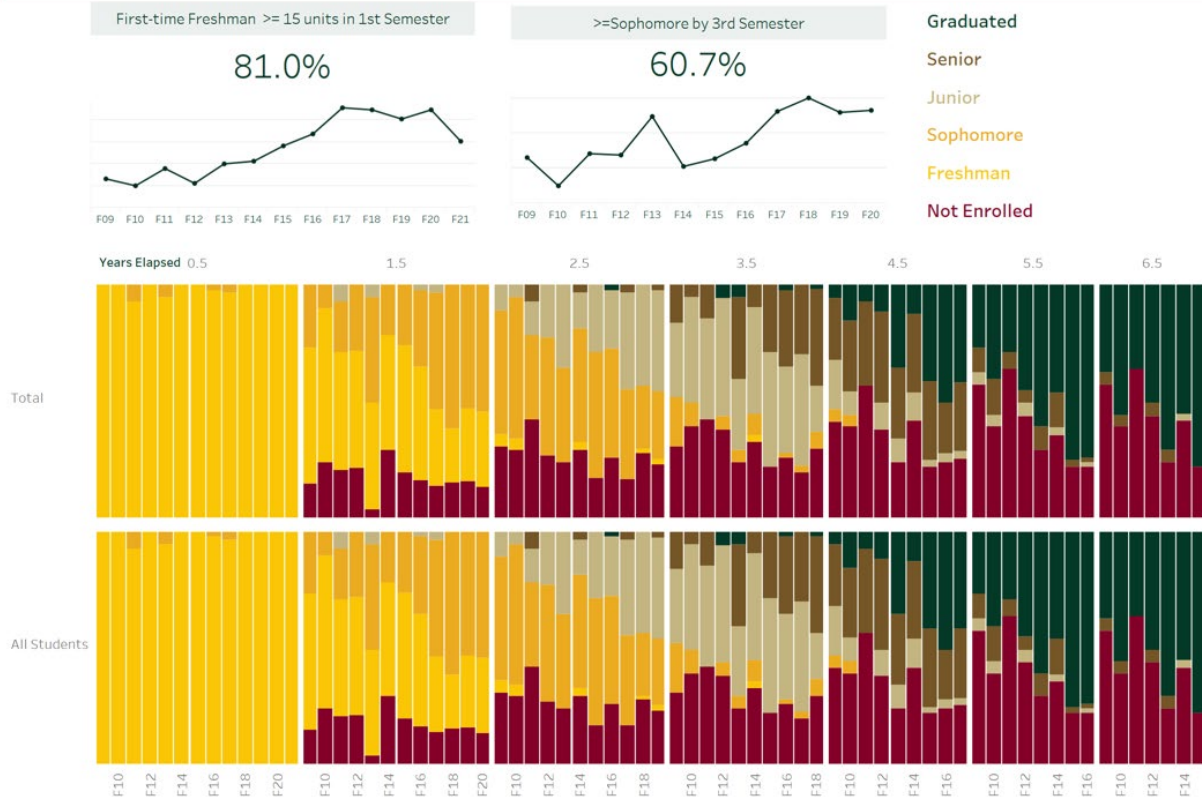 First-time Freshman >= 15 units in 1st Semester
81.0%
F09 F10 F11 F12 F13 F14 F15 F16 F17 F18 F19 F20 F21
>=Sophomore by 3rd Semester
60.7%
F09 F10 F11 F12 F13 F14 F15 F16 F17 F18 F19 F20
Graduated
Senior
Junior
Sophomore
Freshman
Not Enrolled
Years Elapsed 0.5 1.5 2.5 3.5 4.5 5.5 6.5
Total
All Students
F10 F12 F14 F16 F18 F20 F10 F12 F14 F16 F18 F20 F10 F12 F14 F16 F18 F10 F12 F14 F16 F18 F10 F12 F14 F16 F10 F12 F14 F16 F10 F12 F14